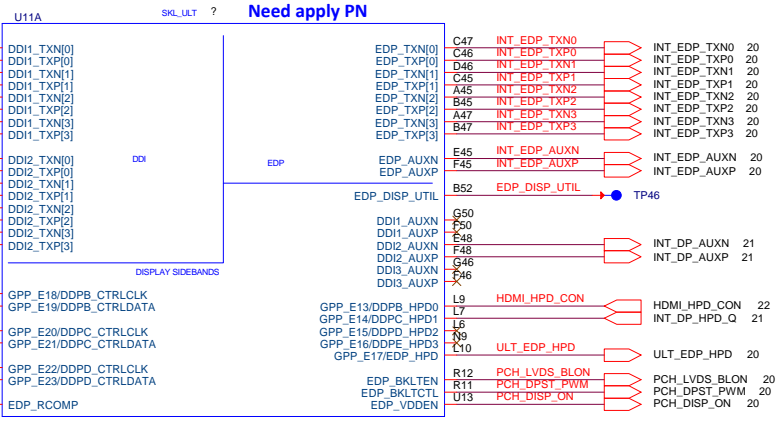 U11A SKL_ULT ? Need apply PN
DDI1_TXN[0] EDP_TXN[0] C47 INT_EDP_TXN0 INT_EDP_TXN0 20
DDI1_TXP[0] EDP_TXP[0] C46 INT_EDP_TXP0 INT_EDP_TXP0 20
DDI1_TXN[1] EDP_TXN[1] D46 INT_EDP_TXN1 INT_EDP_TXN1 20
DDI1_TXP[1] EDP_TXP[1] C45 INT_EDP_TXP1 INT_EDP_TXP1 20
DDI1_TXN[2] EDP_TXN[2] A45 INT_EDP_TXN2 INT_EDP_TXN2 20
DDI1_TXP[2] EDP_TXP[2] B45 INT_EDP_TXP2 INT_EDP_TXP2 20
DDI1_TXN[3] EDP_TXN[3] A47 INT_EDP_TXN3 INT_EDP_TXN3 20
DDI1_TXP[3] EDP_TXP[3] B47 INT_EDP_TXP3 INT_EDP_TXP3 20
DDI2_TXN[0] DDI EDP EDP_AUXN E45 INT_EDP_AUXN INT_EDP_AUXN 20
DDI2_TXP[0] EDP_AUXP F45 INT_EDP_AUXP INT_EDP_AUXP 20
DDI2_TXN[1]
DDI2_TXP[1] EDP_DISP_UTIL B52 EDP_DISP_UTIL TP46
DDI2_TXN[2]
DDI2_TXP[2] DDI1_AUXN G50
DDI2_TXN[3] DDI1_AUXP F50
DDI2_TXP[3] DDI2_AUXN E48 INT_DP_AUXN 21
DDI2_AUXP F48 INT_DP_AUXP 21
DISPLAY SIDEBANDS DDI3_AUXN G46
DDI3_AUXP F46
GPP_E18/DDPB_CTRLCLK
GPP_E19/DDPB_CTRLDATA GPP_E13/DDPB_HPD0 L9 HDMI_HPD_CON HDMI_HPD_CON 22
GPP_E14/DDPC_HPD1 L7 INT_DP_HPD_Q 21
GPP_E20/DDPC_CTRLCLK GPP_E15/DDPD_HPD2 L6
GPP_E21/DDPC_CTRLDATA GPP_E16/DDPE_HPD3 N9
GPP_E17/EDP_HPD L10 ULT_EDP_HPD ULT_EDP_HPD 20
GPP_E22/DDPD_CTRLCLK
GPP_E23/DDPD_CTRLDATA EDP_BKLTEN R12 PCH_LVDS_BLON PCH_LVDS_BLON 20
EDP_BKLTCTL R11 PCH_DPST_PWM PCH_DPST_PWM 20
EDP_RCOMP EDP_VDDEN U13 PCH_DISP_ON PCH_DISP_ON 20